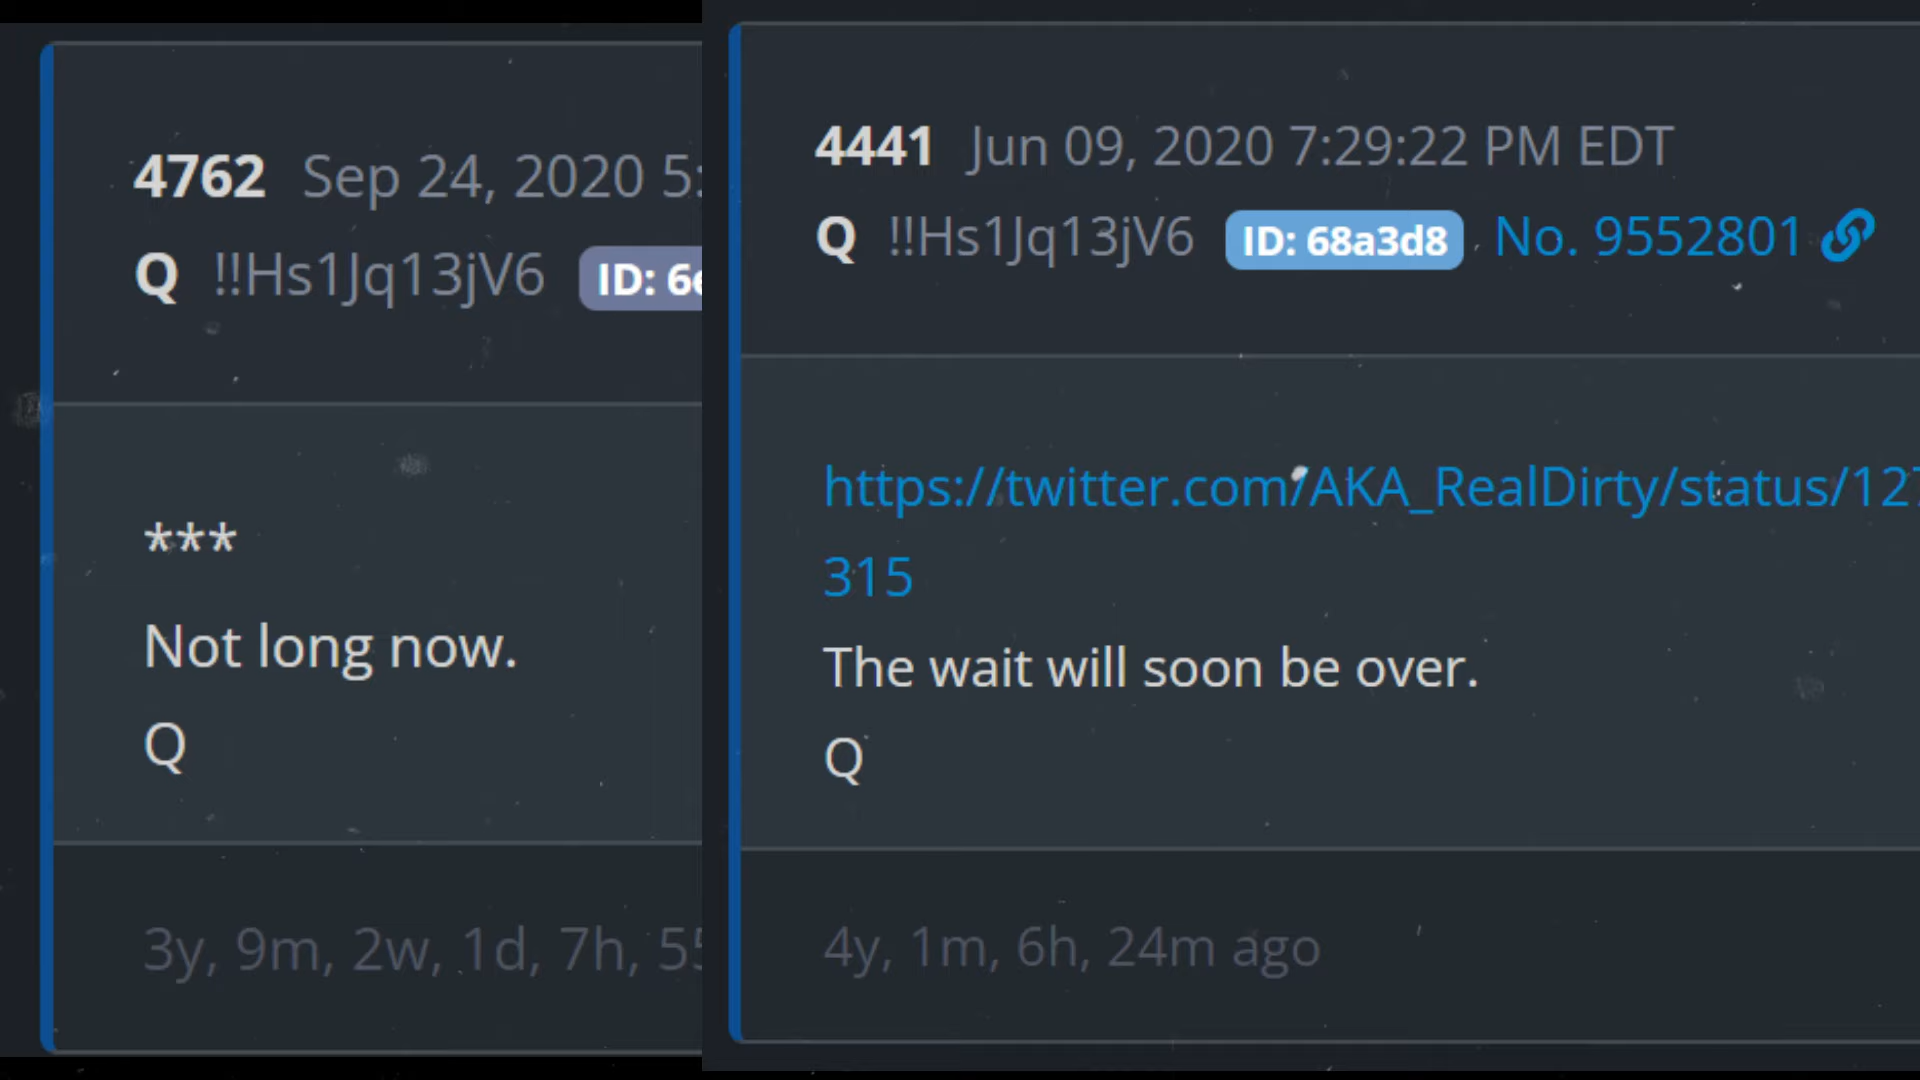 4762 Sep 24, 2020 5:
Q !!Hs1Jq13jV6 ID: 6e
***
Not long now.
Q
3y, 9m, 2w, 1d, 7h, 55
4441 Jun 09, 2020 7:29:22 PM EDT
Q !!Hs1Jq13jV6 ID: 68a3d8 No. 9552801
https://twitter.com/AKA_RealDirty/status/127
315
The wait will soon be over.
Q
4y, 1m, 6h, 24m ago